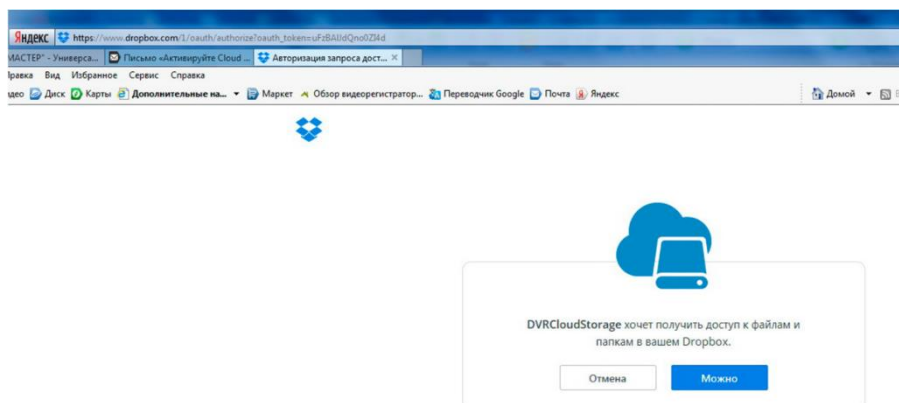 Яндекс https://www.dropbox.com/1/oauth/authorize?oauth_token=uFzBAlJdQno0Zl4d
МАСТЕР" - Универса... Письмо «Активируйте Cloud ... Авторизация запроса дост... ×
Правка Вид Избранное Сервис Справка
идео Диск Карты Дополнительные на... Маркет Обзор видеорегистратор... Переводчик Google Почта Яндекс Домой
DVRCloudStorage хочет получить доступ к файлам и
папкам в вашем Dropbox.
Отмена Можно